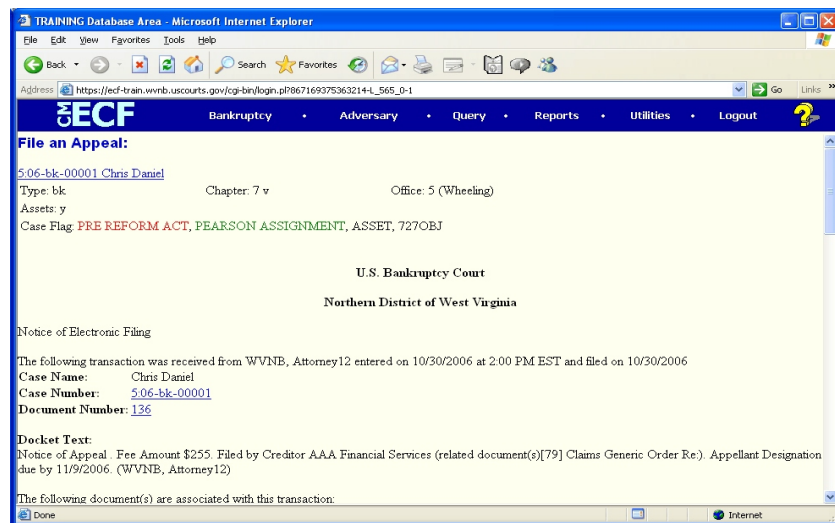 TRAINING Database Area - Microsoft Internet Explorer
File Edit View Favorites Tools Help
Back Search Favorites
Address https://ecf-train.wvnb.uscourts.gov/cgi-bin/login.pl?867169375363214-L_565_0-1 Go Links »
CM ECF Bankruptcy • Adversary • Query • Reports • Utilities • Logout ?
File an Appeal:
5:06-bk-00001 Chris Daniel
Type: bk Chapter: 7 v Office: 5 (Wheeling)
Assets: y
Case Flag: PRE REFORM ACT, PEARSON ASSIGNMENT, ASSET, 727OBJ
U.S. Bankruptcy Court
Northern District of West Virginia
Notice of Electronic Filing
The following transaction was received from WVNB, Attorney12 entered on 10/30/2006 at 2:00 PM EST and filed on 10/30/2006
Case Name: Chris Daniel
Case Number: 5:06-bk-00001
Document Number: 136
Docket Text:
Notice of Appeal . Fee Amount $255. Filed by Creditor AAA Financial Services (related document(s)[79] Claims Generic Order Re:). Appellant Designation
due by 11/9/2006. (WVNB, Attorney12)
The following document(s) are associated with this transaction:
Done Internet